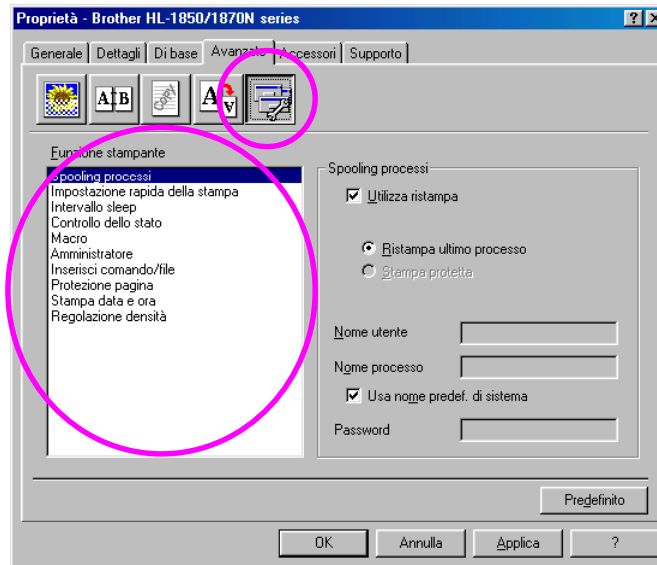 Proprietà - Brother HL-1850/1870N series
Generale Dettagli Di base Avanzate Accessori Supporto
A B copy A A
Funzione stampante
Spooling processi
Impostazione rapida della stampa
Intervallo sleep
Controllo dello stato
Macro
Amministratore
Inserisci comando/file
Protezione pagina
Stampa data e ora
Regolazione densità
Spooling processi
Utilizza ristampa
Ristampa ultimo processo
Stampa protetta
Nome utente
Nome processo
Usa nome predef. di sistema
Password
Predefinito
OK Annulla Applica ?